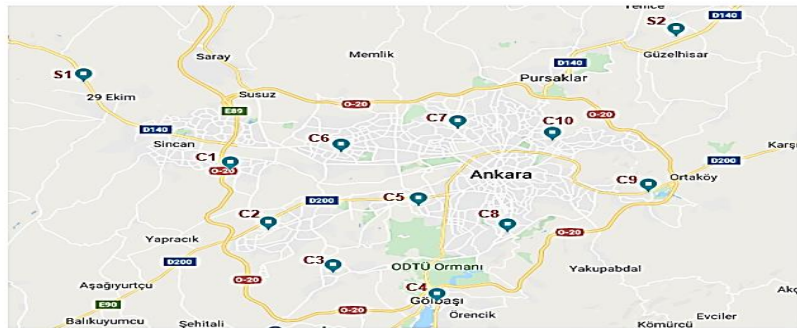 Yenice
S2
D140
Saray
Memlik
Güzelhisar
D140
S1
Pursaklar
29 Ekim
Susuz
E89
O-20
C7
C10
O-20
D140
Sincan
C6
Karşı
C1
D200
O-20
Ankara
C9
Ortaköy
D200
C5
C2
C8
O-20
Yapracık
D200
C3
ODTÜ Ormanı
Yakupabdal
O-20
Aşağıyurtçu
C4
Akç
E90
Gölbaşı
O-20
Örencik
Evciler
Balıkuyumcu
Şehitali
Kömürcü